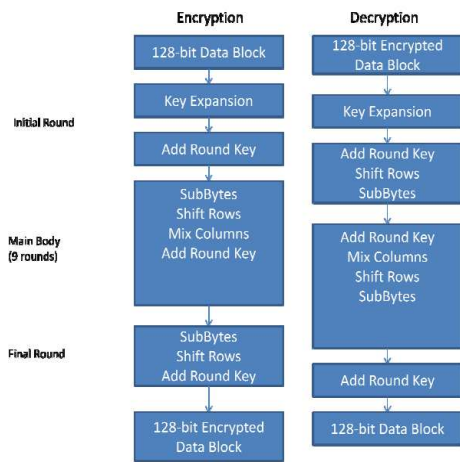 Encryption
Decryption
128-bit Data Block
128-bit Encrypted
Data Block
Initial Round
Key Expansion
Key Expansion
Add Round Key
Add Round Key
Shift Rows
SubBytes
Main Body
(9 rounds)
SubBytes
Shift Rows
Mix Columns
Add Round Key
Add Round Key
Mix Columns
Shift Rows
SubBytes
Final Round
SubBytes
Shift Rows
Add Round Key
Add Round Key
128-bit Encrypted
Data Block
128-bit Data Block